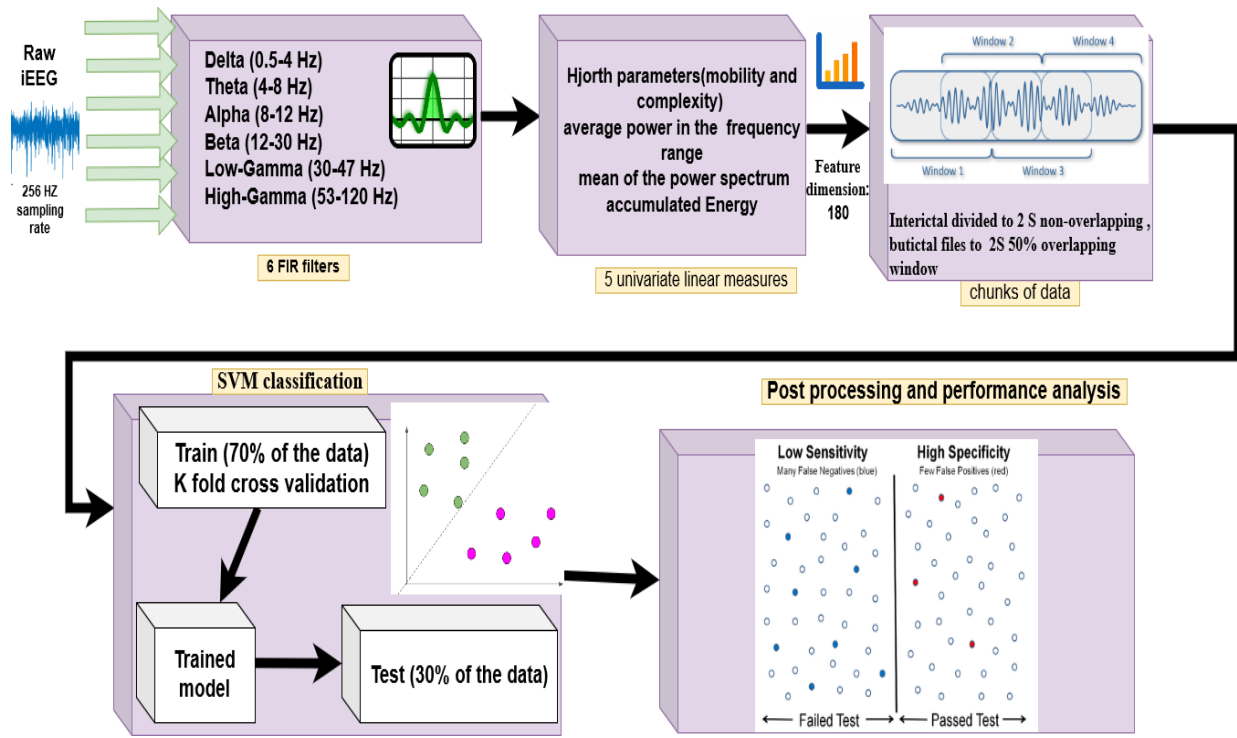 Raw
iEEG
256 HZ
sampling
rate
Delta (0.5-4 Hz)
Theta (4-8 Hz)
Alpha (8-12 Hz)
Beta (12-30 Hz)
Low-Gamma (30-47 Hz)
High-Gamma (53-120 Hz)
6 FIR filters
Hjorth parameters(mobility and
complexity)
average power in the frequency
range
mean of the power spectrum
accumulated Energy
5 univariate linear measures
Feature
dimension:
180
Window 2
Window 4
Window 1
Window 3
Interictal divided to 2 S non-overlapping ,
butictal files to 2S 50% overlapping
window
chunks of data
SVM classification
Train (70% of the data)
K fold cross validation
Trained
model
Test (30% of the data)
Post processing and performance analysis
Low Sensitivity
Many False Negatives (blue)
High Specificity
Few False Positives (red)
Failed Test
Passed Test